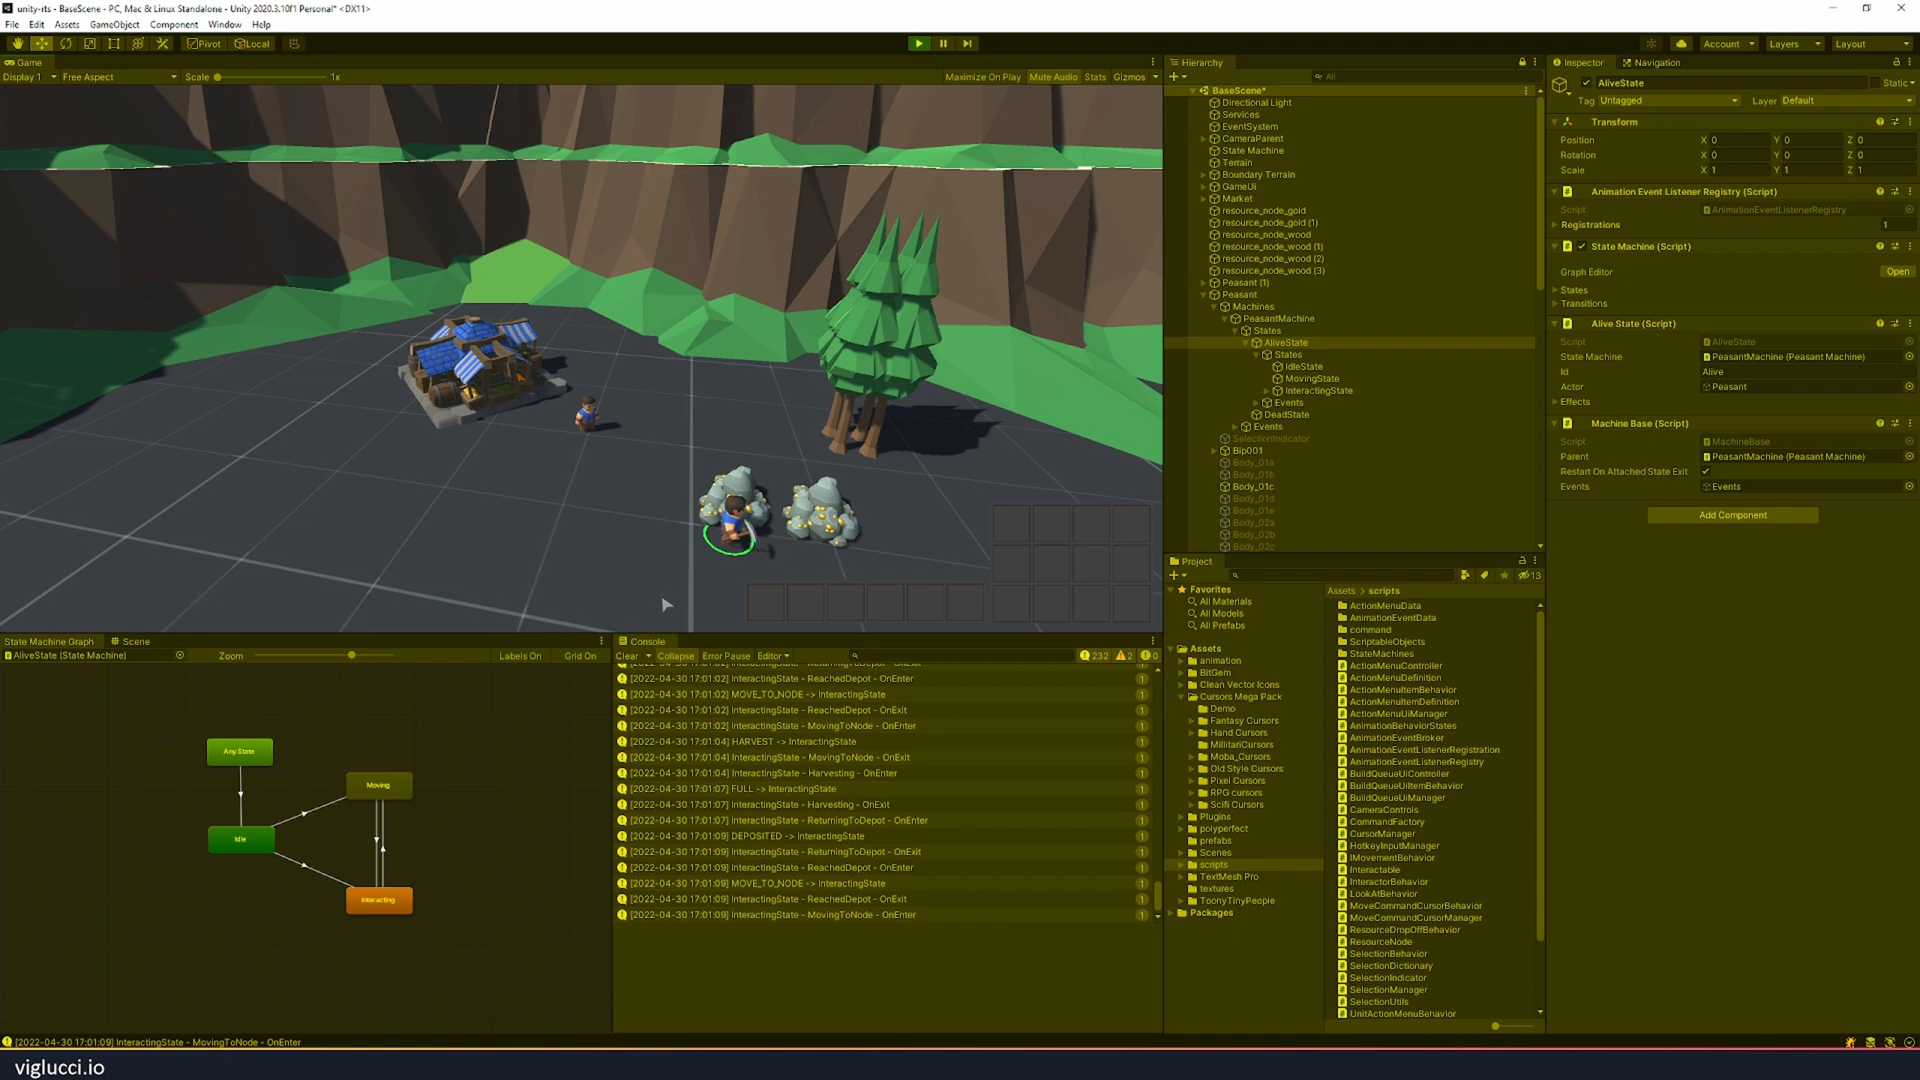 unity-rts - BaseScene - PC, Mac & Linux Standalone - Unity 2020.3.10f1 Personal* <DX11>
File Edit Assets GameObject Component Window Help
Pivot Local Account Layers Layout
Game
Display 1 Free Aspect Scale 1x Maximize On Play Mute Audio Stats Gizmos
Hierarchy
All
BaseScene*
Directional Light
Services
EventSystem
CameraParent
State Machine
Terrain
Boundary Terrain
GameUi
Market
resource_node_gold
resource_node_gold (1)
resource_node_wood
resource_node_wood (1)
resource_node_wood (2)
resource_node_wood (3)
Peasant (1)
Peasant
Machines
PeasantMachine
States
AliveState
States
IdleState
MovingState
InteractingState
Events
DeadState
Events
SelectionIndicator
Bip001
Body_01a
Body_01b
Body_01c
Body_01d
Body_01e
Body_02a
Body_02b
Body_02c
Inspector Navigation
AliveState Static
Tag Untagged Layer Default
Transform
Position X 0 Y 0 Z 0
Rotation X 0 Y 0 Z 0
Scale X 1 Y 1 Z 1
Animation Event Listener Registry (Script)
Script AnimationEventListenerRegistry
Registrations 1
State Machine (Script)
Graph Editor Open
States
Transitions
Alive State (Script)
Script AliveState
State Machine PeasantMachine (Peasant Machine)
Id Alive
Actor Peasant
Effects
Machine Base (Script)
Script MachineBase
Parent PeasantMachine (Peasant Machine)
Restart On Attached State Exit
Events Events
Add Component
State Machine Graph Scene
AliveState (State Machine) Zoom Labels On Grid On
Any State
Moving
Idle
Interacting
Console
Clear Collapse Error Pause Editor 232 2 0
[2022-04-30 17:01:02] InteractingState - ReachedDepot - OnEnter 1
[2022-04-30 17:01:02] MOVE_TO_NODE -> InteractingState 1
[2022-04-30 17:01:02] InteractingState - ReachedDepot - OnExit 1
[2022-04-30 17:01:02] InteractingState - MovingToNode - OnEnter 1
[2022-04-30 17:01:04] HARVEST -> InteractingState 1
[2022-04-30 17:01:04] InteractingState - MovingToNode - OnExit 1
[2022-04-30 17:01:04] InteractingState - Harvesting - OnEnter 1
[2022-04-30 17:01:07] FULL -> InteractingState 1
[2022-04-30 17:01:07] InteractingState - Harvesting - OnExit 1
[2022-04-30 17:01:07] InteractingState - ReturningToDepot - OnEnter 1
[2022-04-30 17:01:09] DEPOSITED -> InteractingState 1
[2022-04-30 17:01:09] InteractingState - ReturningToDepot - OnExit 1
[2022-04-30 17:01:09] InteractingState - ReachedDepot - OnEnter 1
[2022-04-30 17:01:09] MOVE_TO_NODE -> InteractingState 1
[2022-04-30 17:01:09] InteractingState - ReachedDepot - OnExit 1
[2022-04-30 17:01:09] InteractingState - MovingToNode - OnEnter 1
Project
13
Favorites
All Materials
All Models
All Prefabs
Assets
animation
BitGem
Clean Vector Icons
Cursors Mega Pack
Demo
Fantasy Cursors
Hand Cursors
MillitariCursors
Moba_Cursors
Old Style Cursors
Pixel Cursors
RPG cursors
Scifi Cursors
Plugins
polyperfect
prefabs
Scenes
scripts
TextMesh Pro
textures
ToonyTinyPeople
Packages
Assets > scripts
ActionMenuData
AnimationEventData
command
ScriptableObjects
StateMachines
ActionMenuController
ActionMenuDefinition
ActionMenuItemBehavior
ActionMenuItemDefinition
ActionMenuUiManager
AnimationBehaviorStates
AnimationEventBroker
AnimationEventListenerRegistration
AnimationEventListenerRegistry
BuildQueueUiController
BuildQueueUiItemBehavior
BuildQueueUiManager
CameraControls
CommandFactory
CursorManager
HotkeyInputManager
IMovementBehavior
Interactable
InteractorBehavior
LookAtBehavior
MoveCommandCursorBehavior
MoveCommandCursorManager
ResourceDropOffBehavior
ResourceNode
SelectionBehavior
SelectionDictionary
SelectionIndicator
SelectionManager
SelectionUtils
UnitActionMenuBehavior
[2022-04-30 17:01:09] InteractingState - MovingToNode - OnEnter
viglucci.io